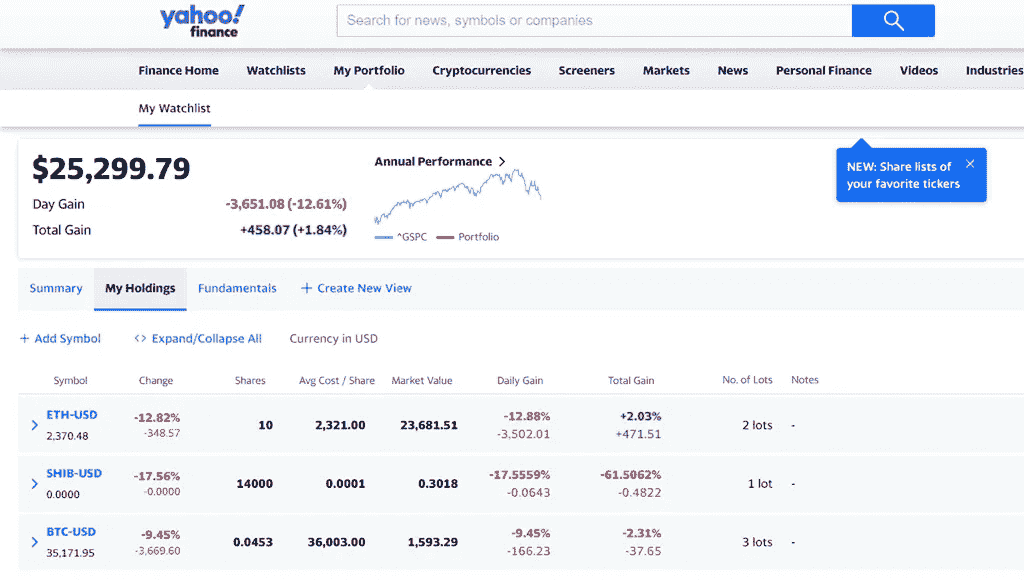 yahoo!
finance
Search for news, symbols or companies
Finance Home Watchlists My Portfolio Cryptocurrencies Screeners Markets News Personal Finance Videos Industries
My Watchlist
$25,299.79
Day Gain -3,651.08 (-12.61%)
Total Gain +458.07 (+1.84%)
Annual Performance
^GSPC Portfolio
NEW: Share lists of
your favorite tickers
Summary My Holdings Fundamentals + Create New View
+ Add Symbol <> Expand/Collapse All Currency in USD
Symbol Change Shares Avg Cost / Share Market Value Daily Gain Total Gain No. of Lots Notes
ETH-USD -12.82% 10 2,321.00 23,681.51 -12.88% +2.03% 2 lots -
2,370.48 -348.57 -3,502.01 +471.51
SHIB-USD -17.56% 14000 0.0001 0.3018 -17.5559% -61.5062% 1 lot -
0.0000 -0.0000 -0.0643 -0.4822
BTC-USD -9.45% 0.0453 36,003.00 1,593.29 -9.45% -2.31% 3 lots -
35,171.95 -3,669.60 -166.23 -37.65